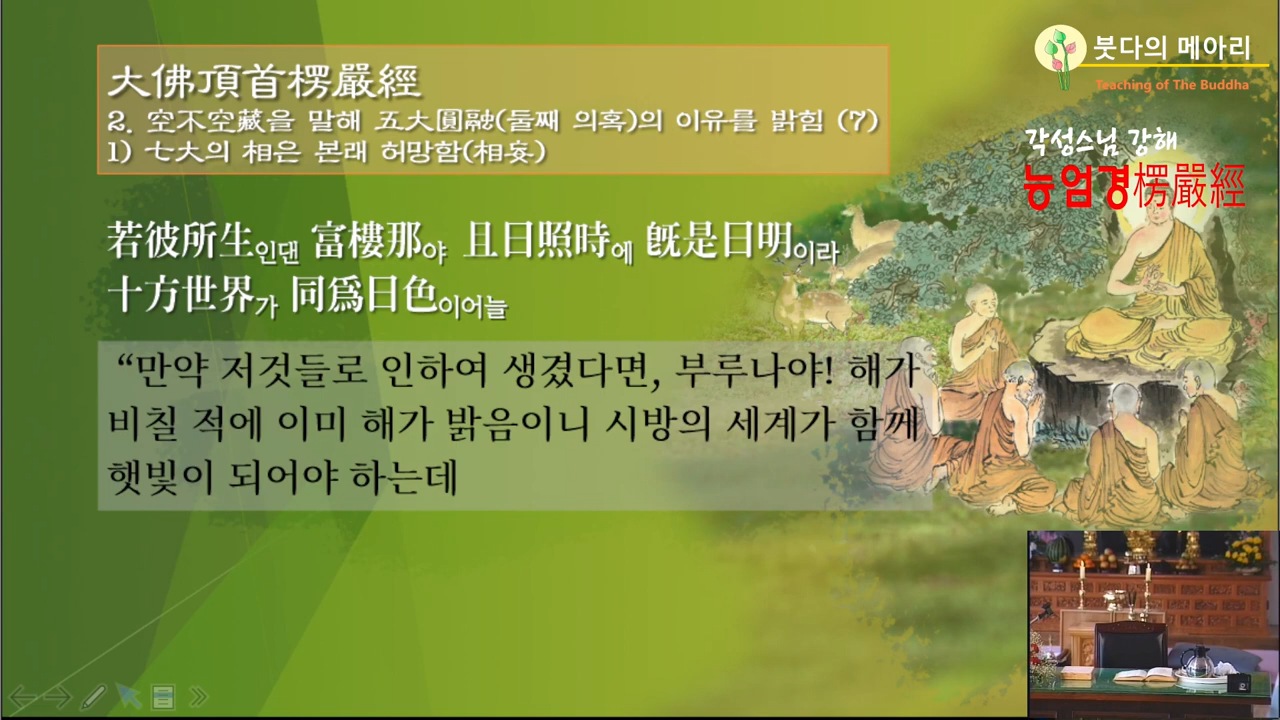 大佛頂首楞嚴經
2. 空不空藏을 말해 五大圓融(둘째 의혹)의 이유를 밝힘 (7)
1) 七大의 相은 본래 허망함(相妄)
若彼所生인댄 富樓那야 且日照時에 旣是日明이라
十方世界가 同爲日色이어늘
“만약 저것들로 인하여 생겼다면, 부루나야! 해가
비칠 적에 이미 해가 밝음이니 시방의 세계가 함께
햇빛이 되어야 하는데
붓다의 메아리
Teaching of The Buddha
각성스님 강해
능엄경楞嚴經